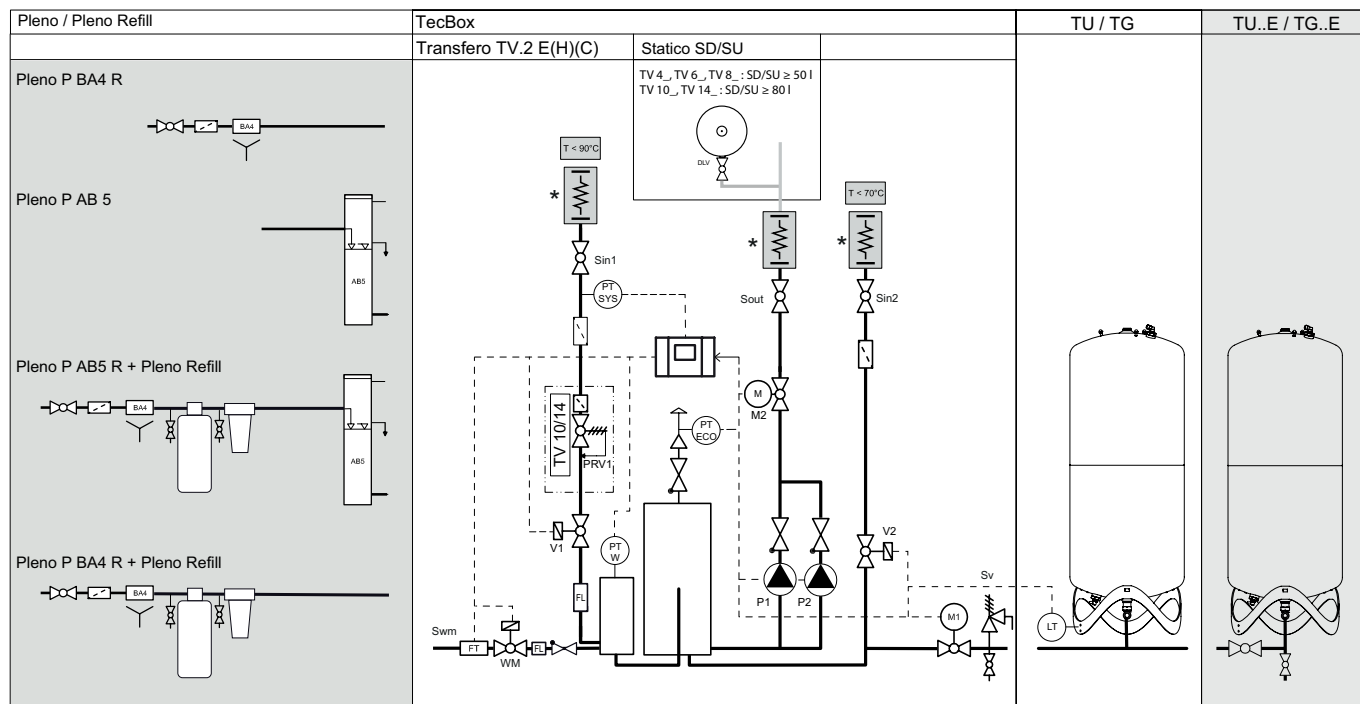 Pleno / Pleno Refill
TecBox
TU / TG
TU..E / TG..E
Transfero TV.2 E(H)(C)
Statico SD/SU
Pleno P BA4 R
BA4
Pleno P AB 5
AB5
Pleno P AB5 R + Pleno Refill
BA4
AB5
Pleno P BA4 R + Pleno Refill
BA4
TV 4_, TV 6_, TV 8_ : SD/SU ≥ 50 l
TV 10_, TV 14_ : SD/SU ≥ 80 l
DLV
T < 90°C
T < 70°C
*
*
*
Sin1
Sout
Sin2
PT
SYS
M
M2
TV 10/14
PRV1
PT
ECO
V1
PT
W
V2
FL
P1
P2
Swm
FT
WM
FL
M1
Sv
LT